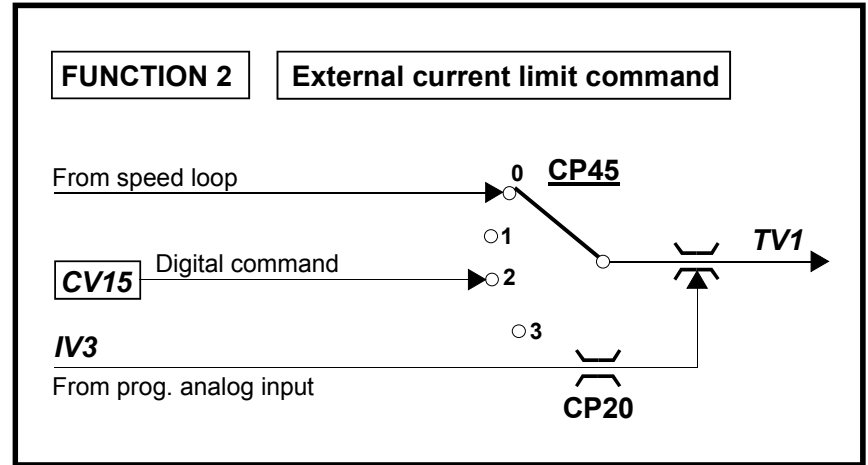 FUNCTION 2
External current limit command
From speed loop
0
CP45
1
TV1
CV15
Digital command
2
3
IV3
From prog. analog input
CP20